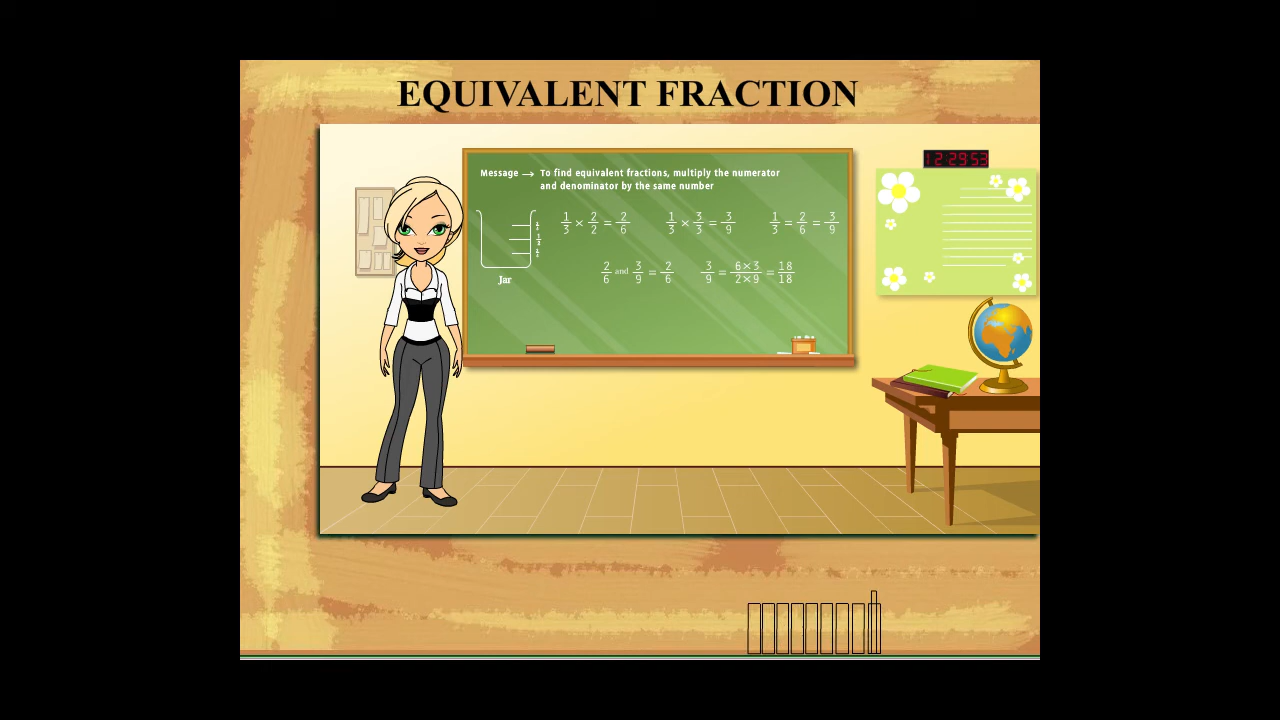 EQUIVALENT FRACTION
12:29:53
Message → To find equivalent fractions, multiply the numerator
and denominator by the same number
1/3 × 2/2 = 2/6 1/3 × 3/3 = 3/9 1/3 = 2/6 = 3/9
2/6 and 3/9 = 2/6 3/9 = 6×3/2×9 = 18/18
Jar